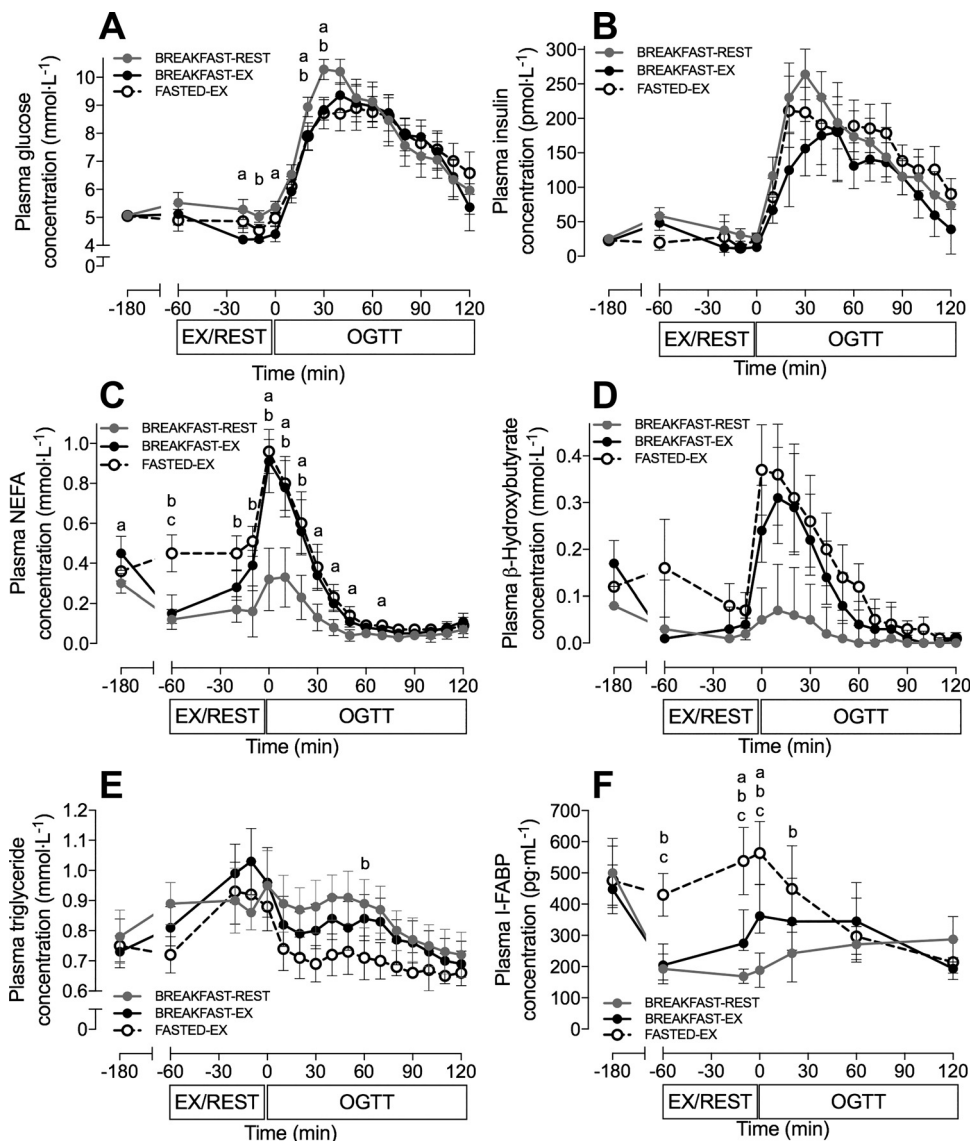 A
BREAKFAST-REST
BREAKFAST-EX
FASTED-EX
Plasma glucose
concentration (mmol·L⁻¹)
10
8
6
5
4
0
a
b
a
a
b
a
b
-180
-60
-30
0
30
60
90
120
EX/REST
OGTT
Time (min)
B
BREAKFAST-REST
BREAKFAST-EX
FASTED-EX
Plasma insulin
concentration (pmol·L⁻¹)
300
250
200
150
100
50
0
-180
-60
-30
0
30
60
90
120
EX/REST
OGTT
Time (min)
C
BREAKFAST-REST
BREAKFAST-EX
FASTED-EX
Plasma NEFA
concentration (mmol·L⁻¹)
1.0
0.8
0.6
0.4
0.2
0.0
a
b
c
b
b
a
b
a
b
a
b
a
a
a
a
-180
-60
-30
0
30
60
90
120
EX/REST
OGTT
Time (min)
D
BREAKFAST-REST
BREAKFAST-EX
FASTED-EX
Plasma β-Hydroxybutyrate
concentration (mmol·L⁻¹)
0.4
0.3
0.2
0.1
0.0
-180
-60
-30
0
30
60
90
120
EX/REST
OGTT
Time (min)
E
Plasma triglyceride
concentration (mmol·L⁻¹)
1.2
1.1
1.0
0.9
0.8
0.7
0.6
0
b
BREAKFAST-REST
BREAKFAST-EX
FASTED-EX
-180
-60
-30
0
30
60
90
120
EX/REST
OGTT
Time (min)
F
Plasma I-FABP
concentration (pg·mL⁻¹)
700
600
500
400
300
200
100
0
b
c
a
b
c
a
b
c
b
BREAKFAST-REST
BREAKFAST-EX
FASTED-EX
-180
-60
-30
0
30
60
90
120
EX/REST
OGTT
Time (min)